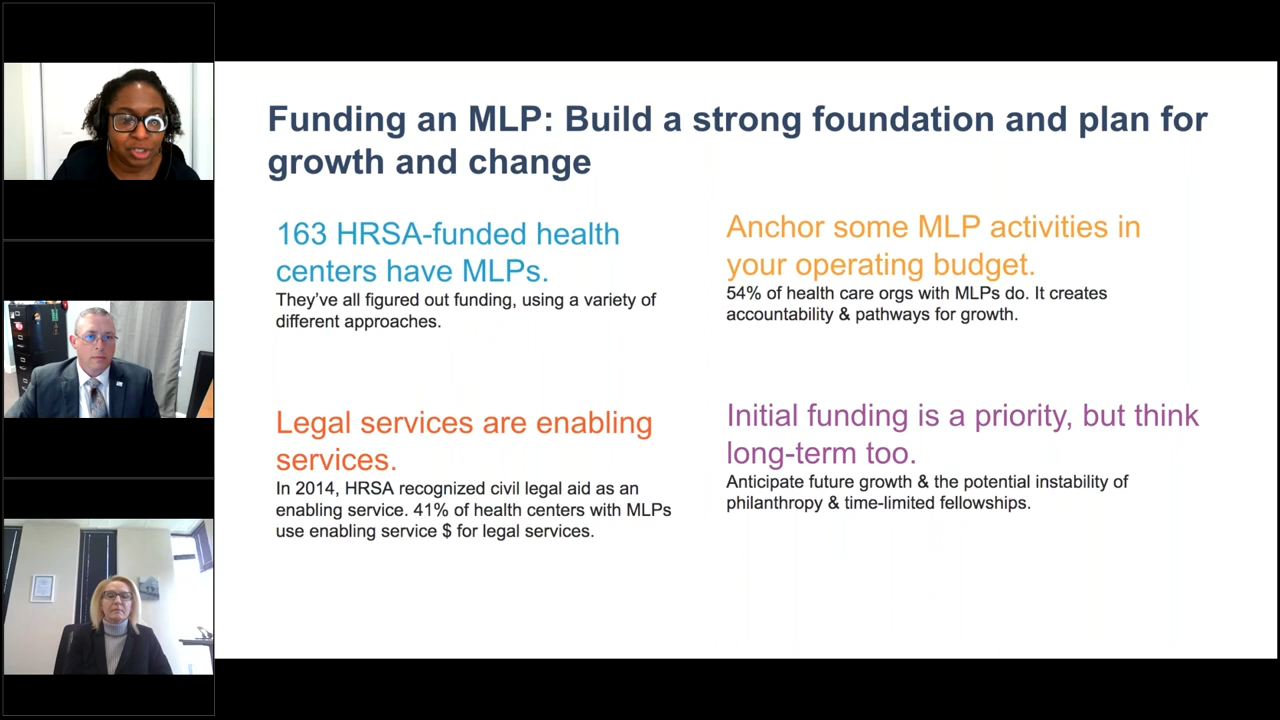 Funding an MLP: Build a strong foundation and plan for
growth and change
163 HRSA-funded health
centers have MLPs.
They've all figured out funding, using a variety of
different approaches.
Anchor some MLP activities in
your operating budget.
54% of health care orgs with MLPs do. It creates
accountability & pathways for growth.
Legal services are enabling
services.
In 2014, HRSA recognized civil legal aid as an
enabling service. 41% of health centers with MLPs
use enabling service $ for legal services.
Initial funding is a priority, but think
long-term too.
Anticipate future growth & the potential instability of
philanthropy & time-limited fellowships.